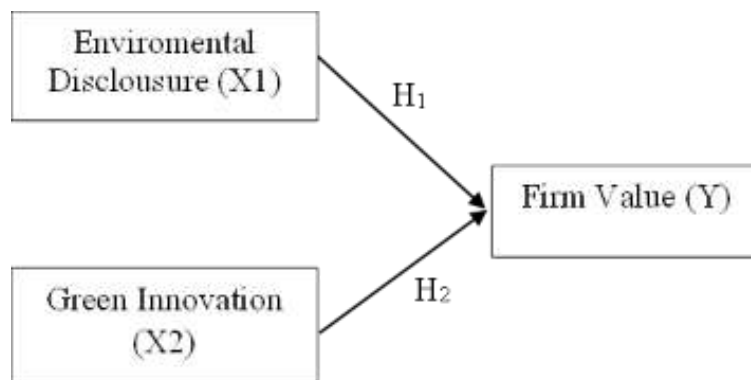 Enviromental
Disclousure (X1)
H₁
Firm Value (Y)
Green Innovation
(X2)
H₂